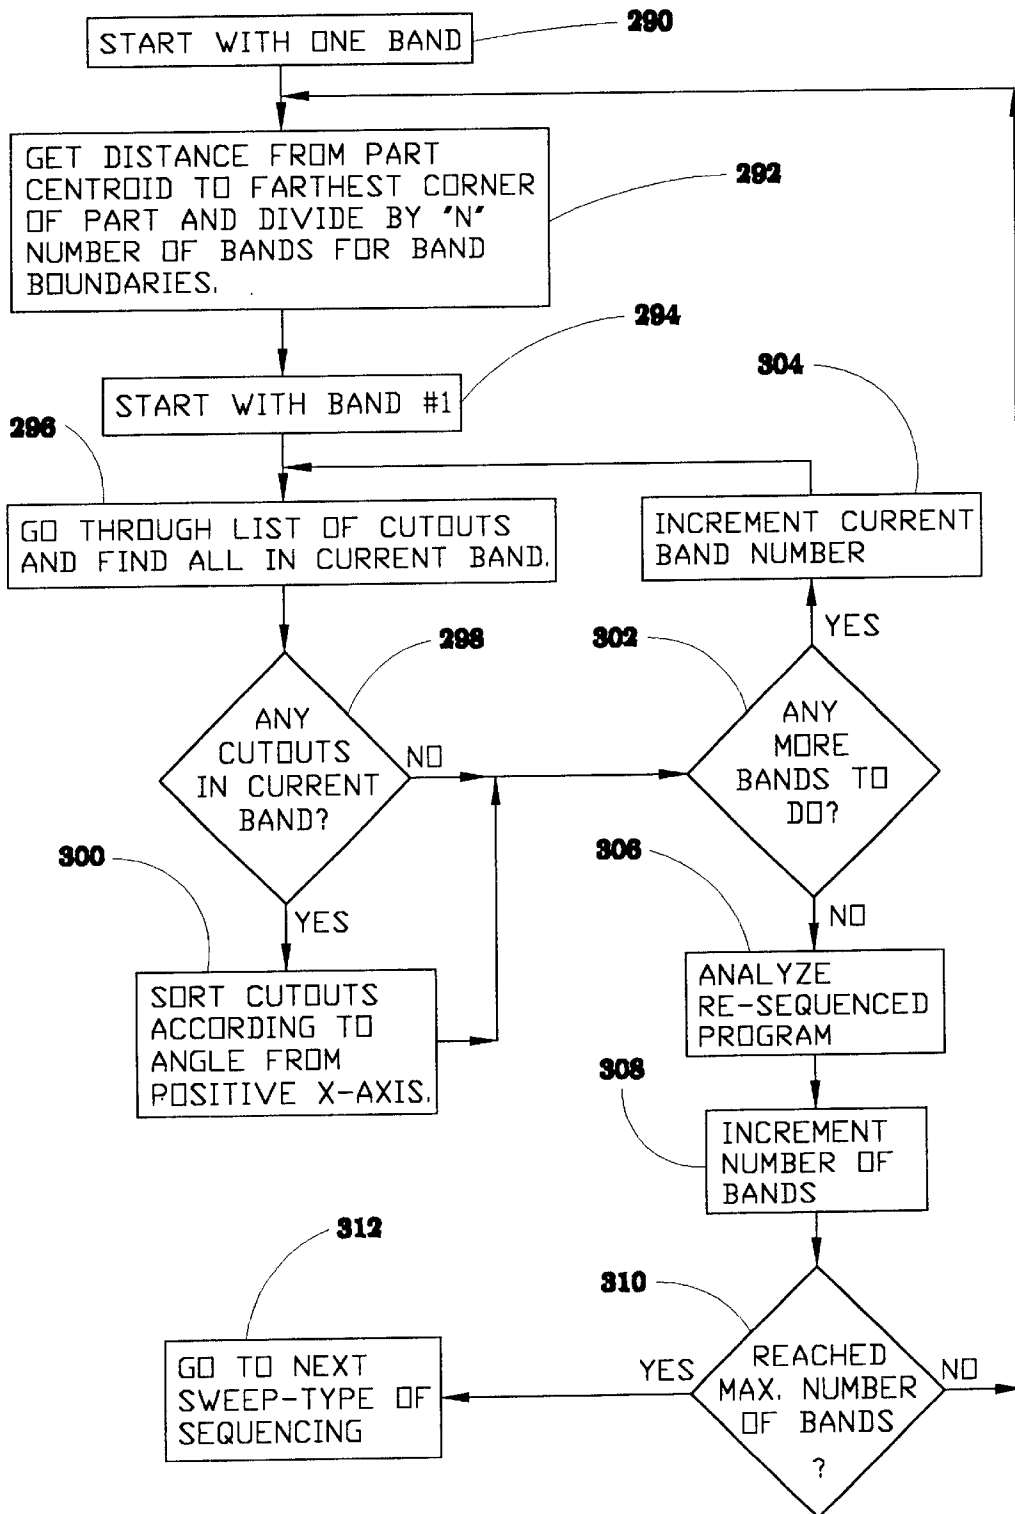 START WITH ONE BAND
290
GET DISTANCE FROM PART
CENTROID TO FARTHEST CORNER
OF PART AND DIVIDE BY "N"
NUMBER OF BANDS FOR BAND
BOUNDARIES.
292
294
START WITH BAND #1
304
296
GO THROUGH LIST OF CUTOUTS
AND FIND ALL IN CURRENT BAND.
INCREMENT CURRENT
BAND NUMBER
YES
298
302
ANY
CUTOUTS
IN CURRENT
BAND?
NO
ANY
MORE
BANDS TO
DO?
300
306
YES
NO
SORT CUTOUTS
ACCORDING TO
ANGLE FROM
POSITIVE X-AXIS.
ANALYZE
RE-SEQUENCED
PROGRAM
308
INCREMENT
NUMBER OF
BANDS
312
310
GO TO NEXT
SWEEP-TYPE OF
SEQUENCING
YES
REACHED
MAX. NUMBER
OF BANDS
?
NO